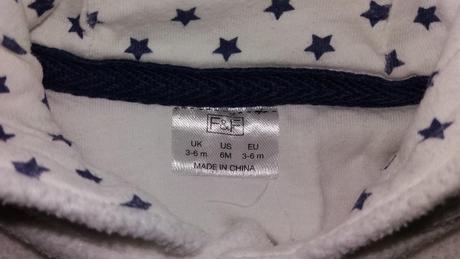 F&F
UK US EU
3-6 m 6M 3-6 m
MADE IN CHINA